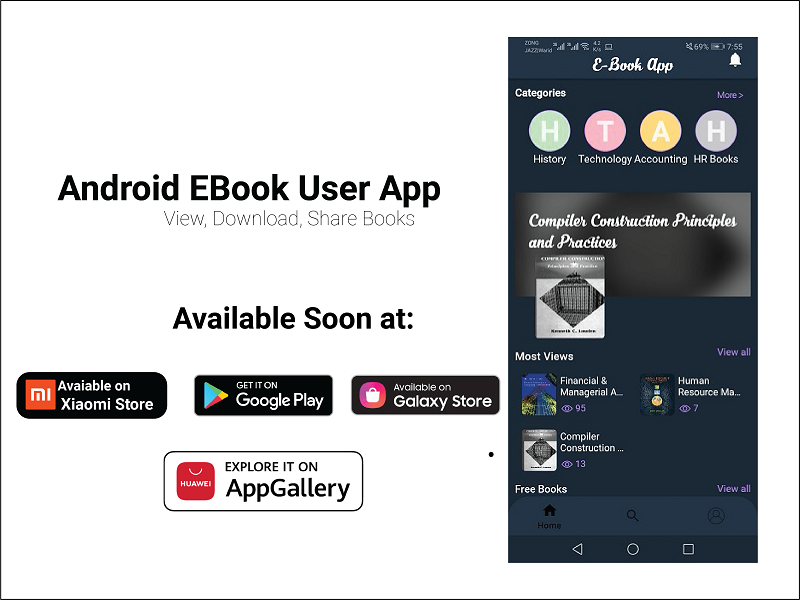 Android EBook User App
View, Download, Share Books
Available Soon at:
mi
Avaiable on
Xiaomi Store
GET IT ON
Google Play
Available on
Galaxy Store
HUAWEI
EXPLORE IT ON
AppGallery
ZONG
JAZZ|Warid
4.2
K/s
69%
7:55
E-Book App
Categories
More >
H T A H
History Technology Accounting HR Books
Compiler Construction Principles
and Practices
COMPILER CONSTRUCTION
Principles and Practice
Kenneth C. Louden
Most Views
View all
Financial &
Managerial A...
95
Human
Resource Ma...
7
Compiler
Construction ...
13
Free Books
View all
Home